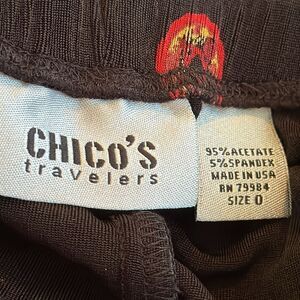 CHICO'S
travelers
95% ACETATE
5% SPANDEX
MADE IN USA
RN 79984
SIZE 0